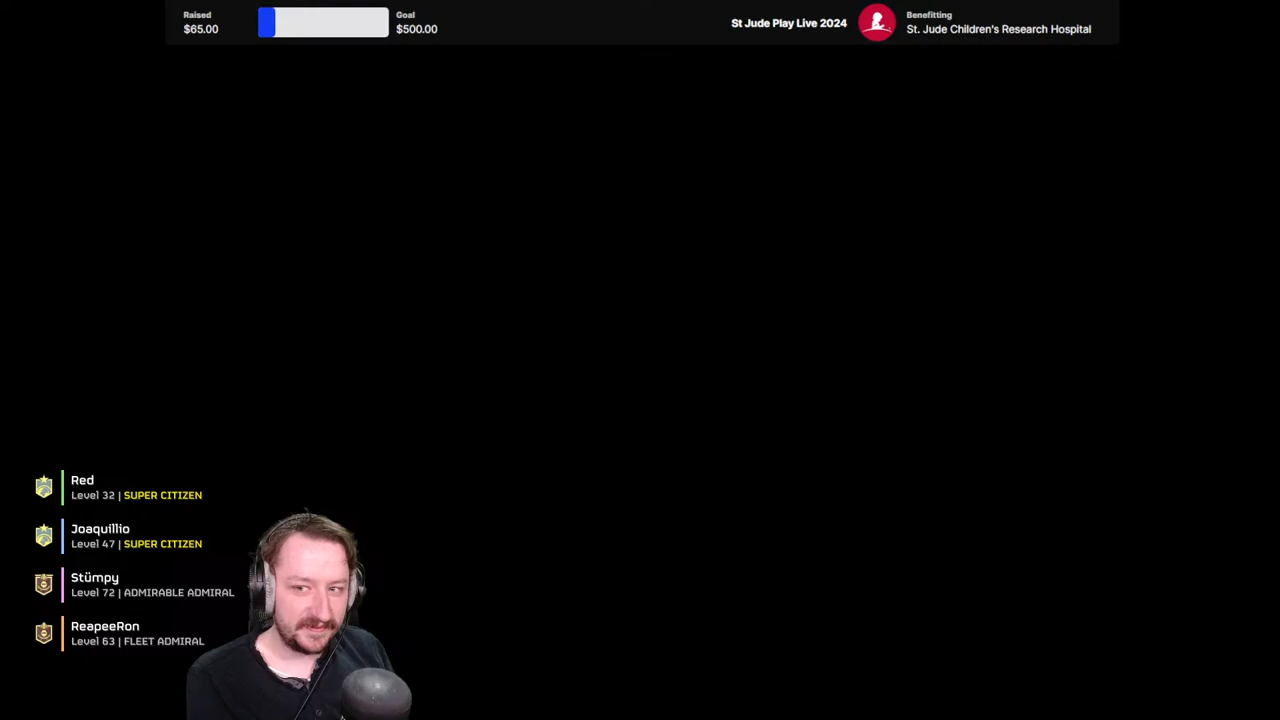 Raised
$65.00
Goal
$500.00
St Jude Play Live 2024
Benefitting
St. Jude Children's Research Hospital
Red
Level 32 | SUPER CITIZEN
Joaquillio
Level 47 | SUPER CITIZEN
Stümpy
Level 72 | ADMIRABLE ADMIRAL
ReapeeRon
Level 63 | FLEET ADMIRAL